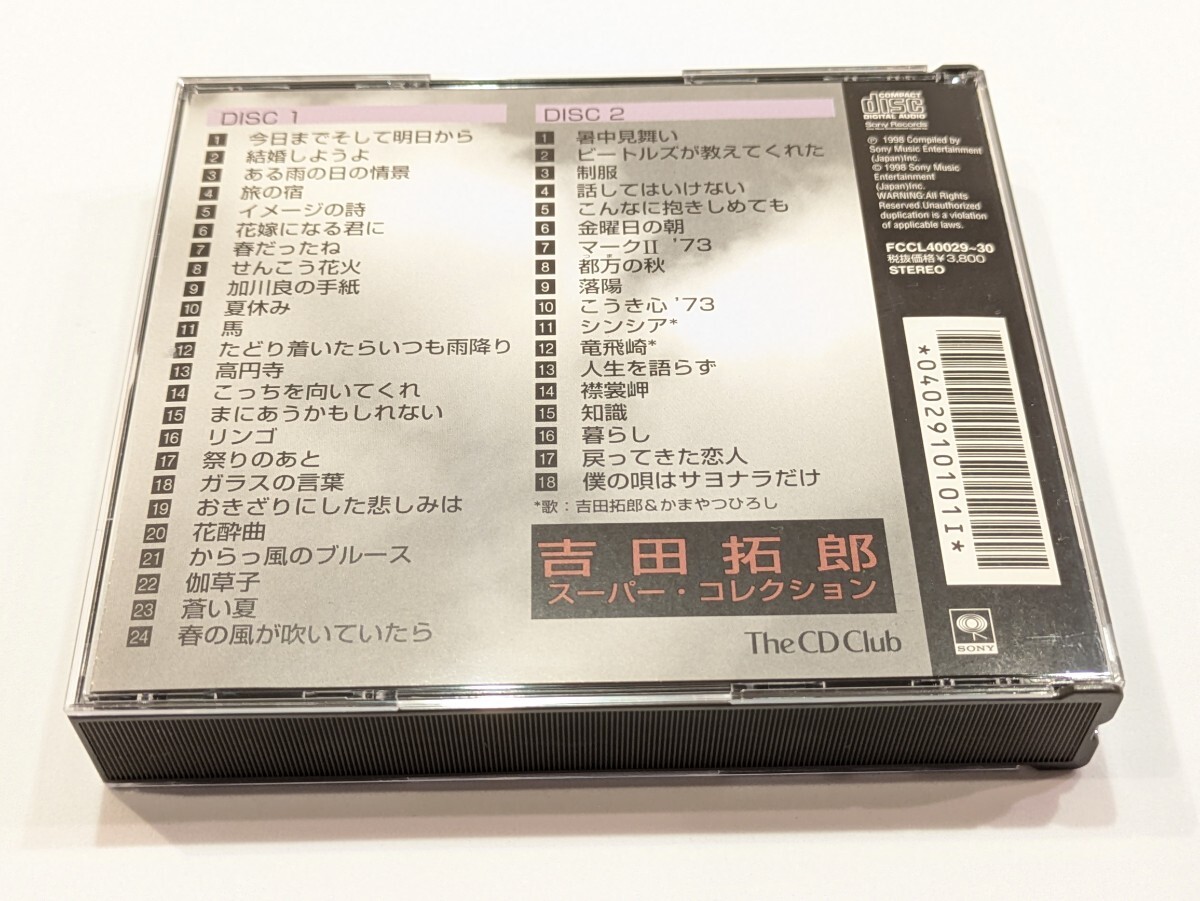 DISC 1
1 今日までそして明日から
2 結婚しようよ
3 ある雨の日の情景
4 旅の宿
5 イメージの詩
6 花嫁になる君に
7 春だったね
8 せんこう花火
9 加川良の手紙
10 夏休み
11 馬
12 たどり着いたらいつも雨降り
13 高円寺
14 こっちを向いてくれ
15 まにあうかもしれない
16 リンゴ
17 祭りのあと
18 ガラスの言葉
19 おきざりにした悲しみは
20 花酔曲
21 からっ風のブルース
22 伽草子
23 蒼い夏
24 春の風が吹いていたら
DISC 2
1 暑中見舞い
2 ビートルズが教えてくれた
3 制服
4 話してはいけない
5 こんなに抱きしめても
6 金曜日の朝
7 マークII '73
8 都万の秋
9 落陽
10 こうき心 '73
11 シンシア*
12 竜飛崎*
13 人生を語らず
14 襟裳岬
15 知識
16 暮らし
17 戻ってきた恋人
18 僕の唄はサヨナラだけ
*歌：吉田拓郎&かまやつひろし
吉田拓郎
スーパー・コレクション
The CD Club
COMPACT
disc
DIGITAL AUDIO
Sony Records
℗ 1998 Compiled by
Sony Music Entertainment
(Japan)Inc.
© 1998 Sony Music
Entertainment
(Japan)Inc.
WARNING:All Rights
Reserved.Unauthorized
duplication is a violation
of applicable laws.
FCCL40029~30
税抜価格¥3,800
STEREO
*0402910101I*
SONY